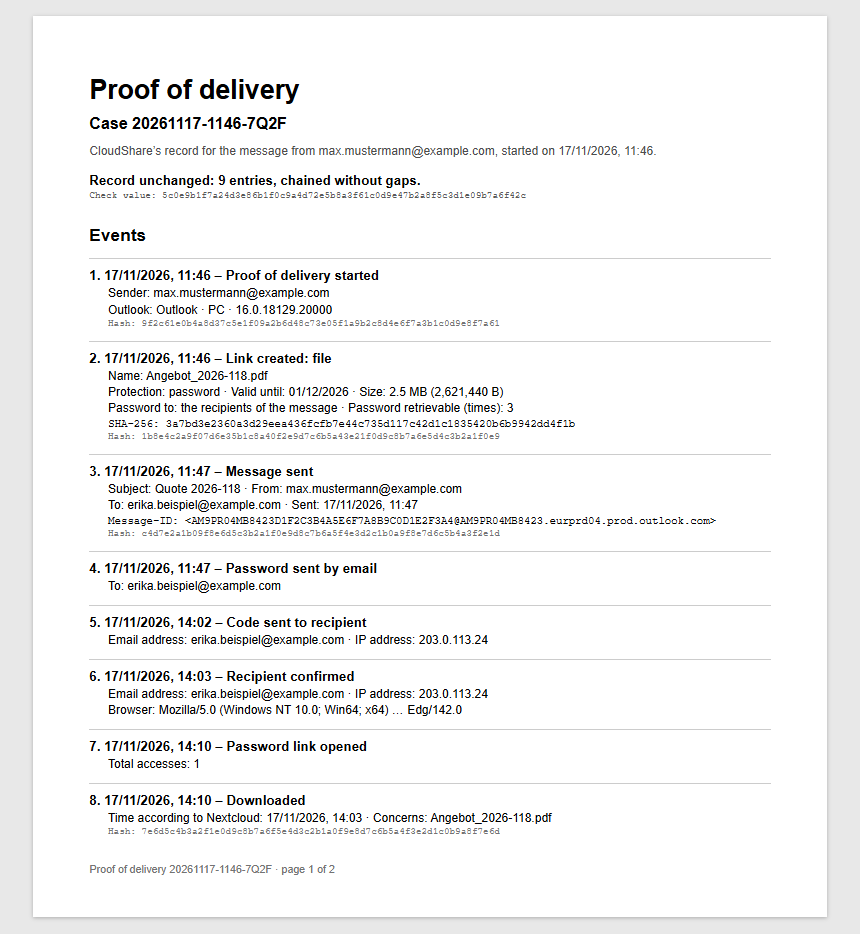 Proof of delivery
Case 20261117-1146-7Q2F
CloudShare's record for the message from max.mustermann@example.com, started on 17/11/2026, 11:46.
Record unchanged: 9 entries, chained without gaps.
Check value: 5c0e9b1f7a24d3e86b1f0c9a4d72e5b8a3f61c0d9e47b2a8f5c3d1e09b7a6f42c
Events
1. 17/11/2026, 11:46 – Proof of delivery started
Sender: max.mustermann@example.com
Outlook: Outlook · PC · 16.0.18129.20000
Hash: 9f2c61e0b4a8d37c5e1f09a2b6d48c73e05f1a9b2c8d4e6f7a3b1c0d9e8f7a61
2. 17/11/2026, 11:46 – Link created: file
Name: Angebot_2026-118.pdf
Protection: password · Valid until: 01/12/2026 · Size: 2.5 MB (2,621,440 B)
Password to: the recipients of the message · Password retrievable (times): 3
SHA-256: 3a7bd3e2360a3d29eea436fcfb7e44c735d117c42d1c1835420b6b9942dd4f1b
Hash: 1b8e4c2a9f07d6e35b1c8a40f2e9d7c6b5a43e21f0d9c8b7a6e5d4c3b2a1f0e9
3. 17/11/2026, 11:47 – Message sent
Subject: Quote 2026-118 · From: max.mustermann@example.com
To: erika.beispiel@example.com · Sent: 17/11/2026, 11:47
Message-ID: <AM9PR04MB8423D1F2C3B4A5E6F7A8B9C0D1E2F3A4@AM9PR04MB8423.eurprd04.prod.outlook.com>
Hash: c4d7e2a1b09f8e6d5c3b2a1f0e9d8c7b6a5f4e3d2c1b0a9f8e7d6c5b4a3f2e1d
4. 17/11/2026, 11:47 – Password sent by email
To: erika.beispiel@example.com
5. 17/11/2026, 14:02 – Code sent to recipient
Email address: erika.beispiel@example.com · IP address: 203.0.113.24
6. 17/11/2026, 14:03 – Recipient confirmed
Email address: erika.beispiel@example.com · IP address: 203.0.113.24
Browser: Mozilla/5.0 (Windows NT 10.0; Win64; x64) … Edg/142.0
7. 17/11/2026, 14:10 – Password link opened
Total accesses: 1
8. 17/11/2026, 14:10 – Downloaded
Time according to Nextcloud: 17/11/2026, 14:03 · Concerns: Angebot_2026-118.pdf
Hash: 7e6d5c4b3a2f1e0d9c8b7a6f5e4d3c2b1a0f9e8d7c6b5a4f3e2d1c0b9a8f7e6d
Proof of delivery 20261117-1146-7Q2F · page 1 of 2